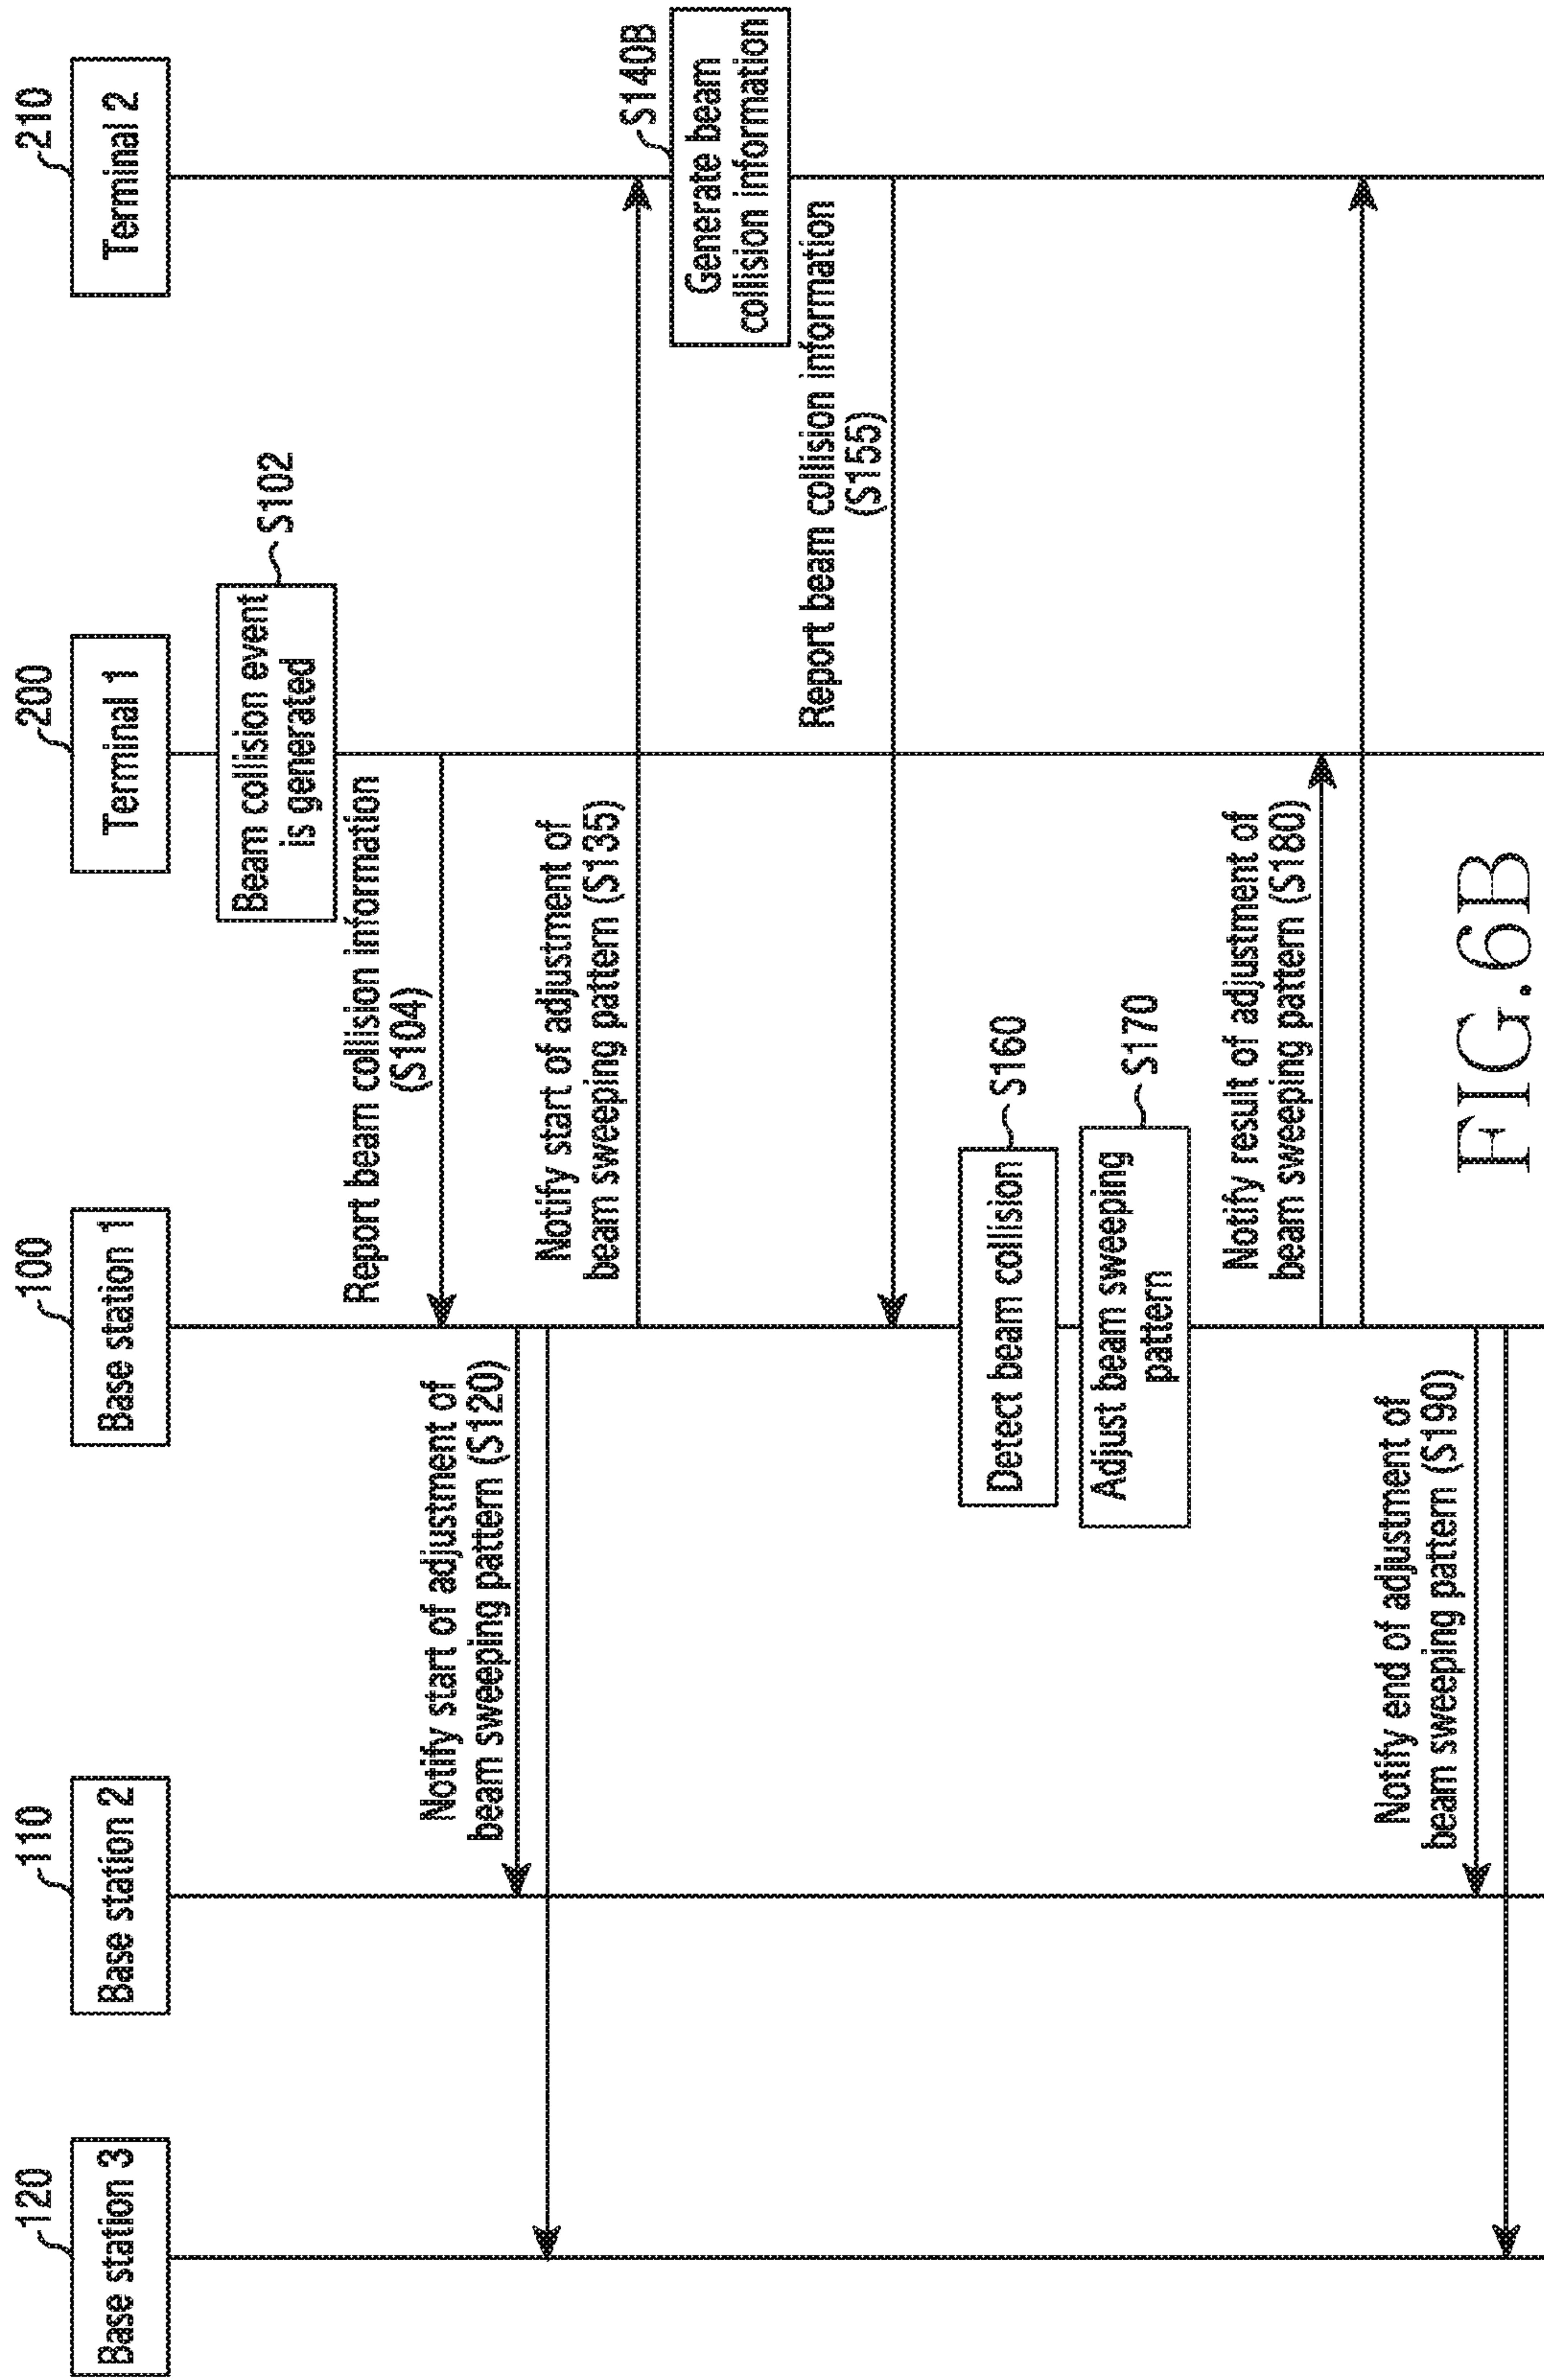 120
110
100
200
210
Base station 3
Base station 2
Base station 1
Terminal 1
Terminal 2
Beam collision event
is generated
S102
Report beam collision information
(S104)
Notify start of adjustment of
beam sweeping pattern (S120)
Notify start of adjustment of
beam sweeping pattern (S135)
S140B
Generate beam
collision information
Report beam collision information
(S155)
Detect beam collision
S160
Adjust beam sweeping
pattern
S170
Notify result of adjustment of
beam sweeping pattern (S180)
Notify end of adjustment of
beam sweeping pattern (S190)
FIG.6B